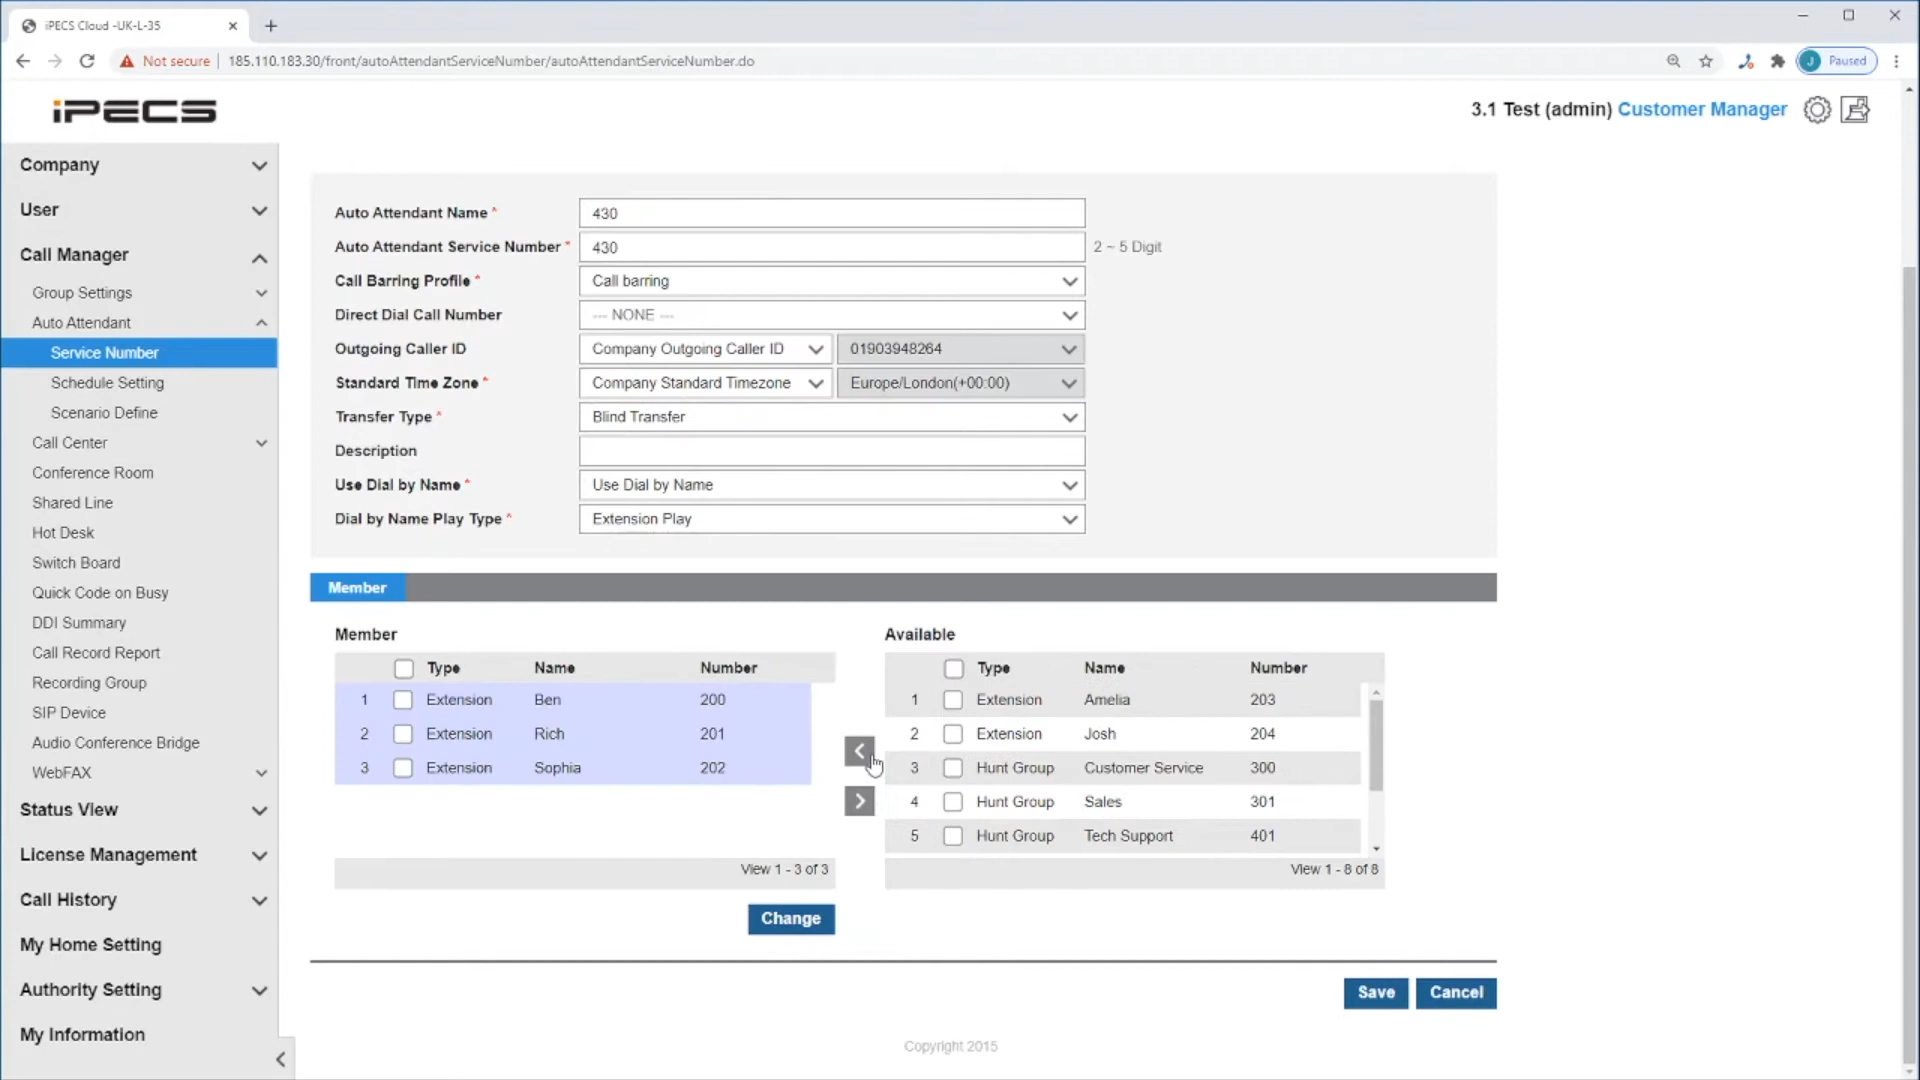 iPECS Cloud -UK-L-35
Not secure 185.110.183.30/front/autoAttendantServiceNumber/autoAttendantServiceNumber.do
J Paused
iPECS
3.1 Test (admin) Customer Manager
Company
User
Call Manager
Group Settings
Auto Attendant
Service Number
Schedule Setting
Scenario Define
Call Center
Conference Room
Shared Line
Hot Desk
Switch Board
Quick Code on Busy
DDI Summary
Call Record Report
Recording Group
SIP Device
Audio Conference Bridge
WebFAX
Status View
License Management
Call History
My Home Setting
Authority Setting
My Information
Auto Attendant Name * 430
Auto Attendant Service Number * 430 2 ~ 5 Digit
Call Barring Profile * Call barring
Direct Dial Call Number --- NONE ---
Outgoing Caller ID Company Outgoing Caller ID 01903948264
Standard Time Zone * Company Standard Timezone Europe/London(+00:00)
Transfer Type * Blind Transfer
Description
Use Dial by Name * Use Dial by Name
Dial by Name Play Type * Extension Play
Member
Member
Type Name Number
1 Extension Ben 200
2 Extension Rich 201
3 Extension Sophia 202
View 1 - 3 of 3
Change
Available
Type Name Number
1 Extension Amelia 203
2 Extension Josh 204
3 Hunt Group Customer Service 300
4 Hunt Group Sales 301
5 Hunt Group Tech Support 401
View 1 - 8 of 8
Save Cancel
Copyright 2015